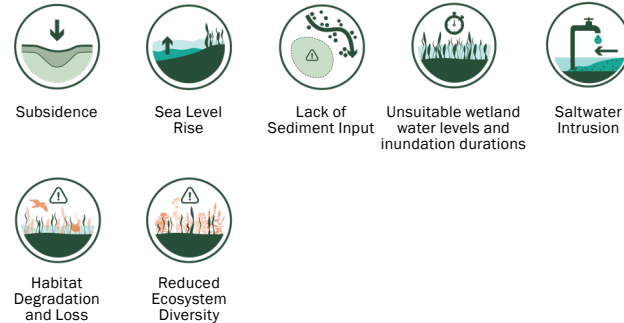 Subsidence
Sea Level
Rise
Lack of
Sediment Input
Unsuitable wetland
water levels and
inundation durations
Saltwater
Intrusion
Habitat
Degradation
and Loss
Reduced
Ecosystem
Diversity